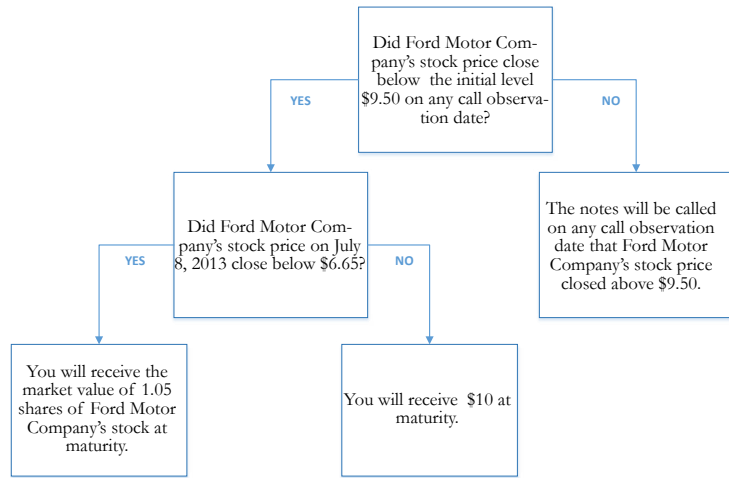 Did Ford Motor Com-
pany's stock price close
below the initial level
$9.50 on any call observa-
tion date?
YES
NO
Did Ford Motor Com-
pany's stock price on July
8, 2013 close below $6.65?
The notes will be called
on any call observation
date that Ford Motor
Company's stock price
closed above $9.50.
YES
NO
You will receive the
market value of 1.05
shares of Ford Motor
Company's stock at
maturity.
You will receive $10 at
maturity.